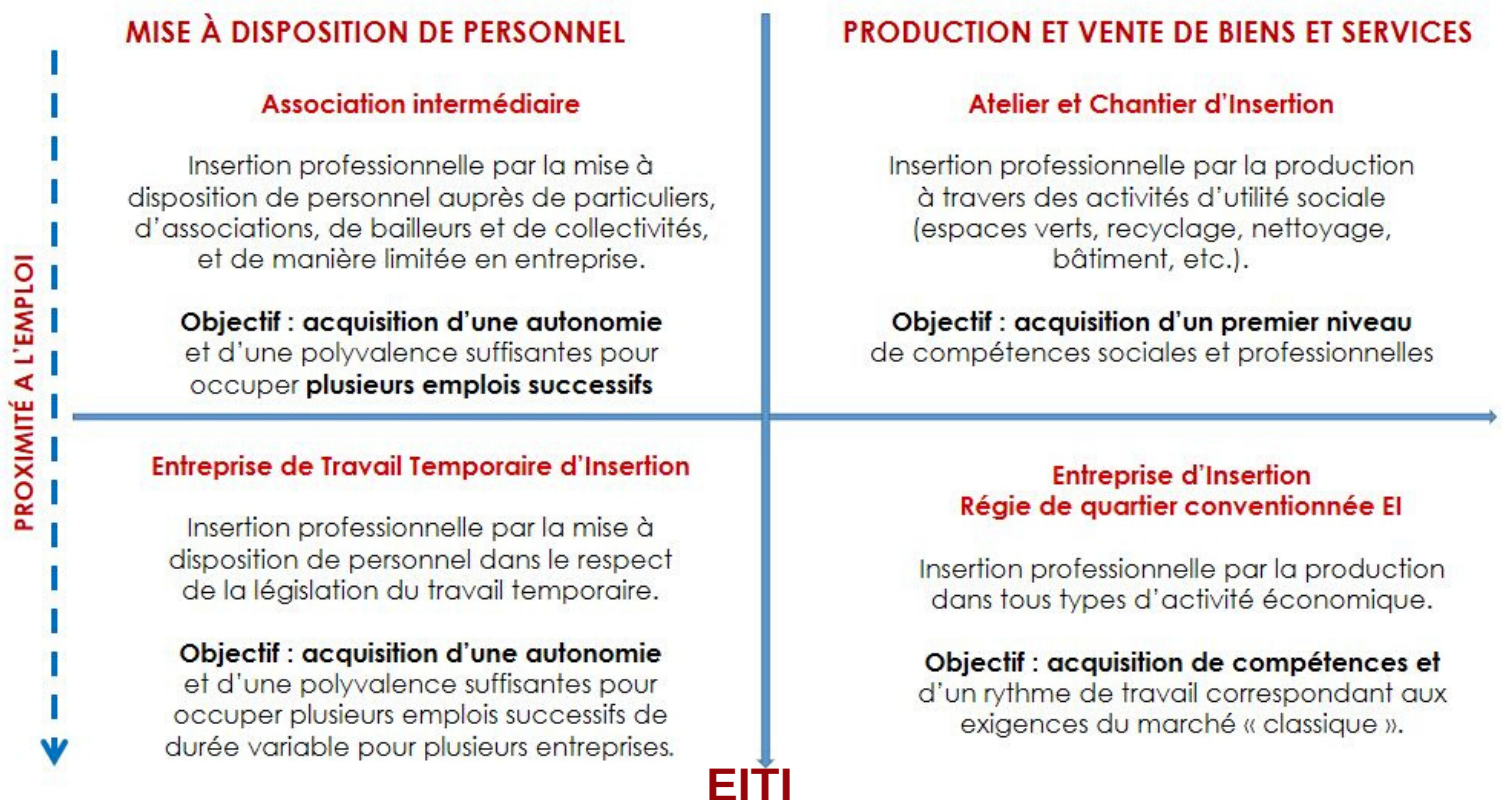 MISE À DISPOSITION DE PERSONNEL
PRODUCTION ET VENTE DE BIENS ET SERVICES
PROXIMITÉ A L'EMPLOI
Association intermédiaire
Insertion professionnelle par la mise à
disposition de personnel auprès de particuliers,
d'associations, de bailleurs et de collectivités,
et de manière limitée en entreprise.
Objectif : acquisition d'une autonomie
et d'une polyvalence suffisantes pour
occuper plusieurs emplois successifs
Atelier et Chantier d'Insertion
Insertion professionnelle par la production
à travers des activités d'utilité sociale
(espaces verts, recyclage, nettoyage,
bâtiment, etc.).
Objectif : acquisition d'un premier niveau
de compétences sociales et professionnelles
Entreprise de Travail Temporaire d'Insertion
Insertion professionnelle par la mise à
disposition de personnel dans le respect
de la législation du travail temporaire.
Objectif : acquisition d'une autonomie
et d'une polyvalence suffisantes pour
occuper plusieurs emplois successifs de
durée variable pour plusieurs entreprises.
Entreprise d'Insertion
Régie de quartier conventionnée EI
Insertion professionnelle par la production
dans tous types d'activité économique.
Objectif : acquisition de compétences et
d'un rythme de travail correspondant aux
exigences du marché « classique ».
EITI